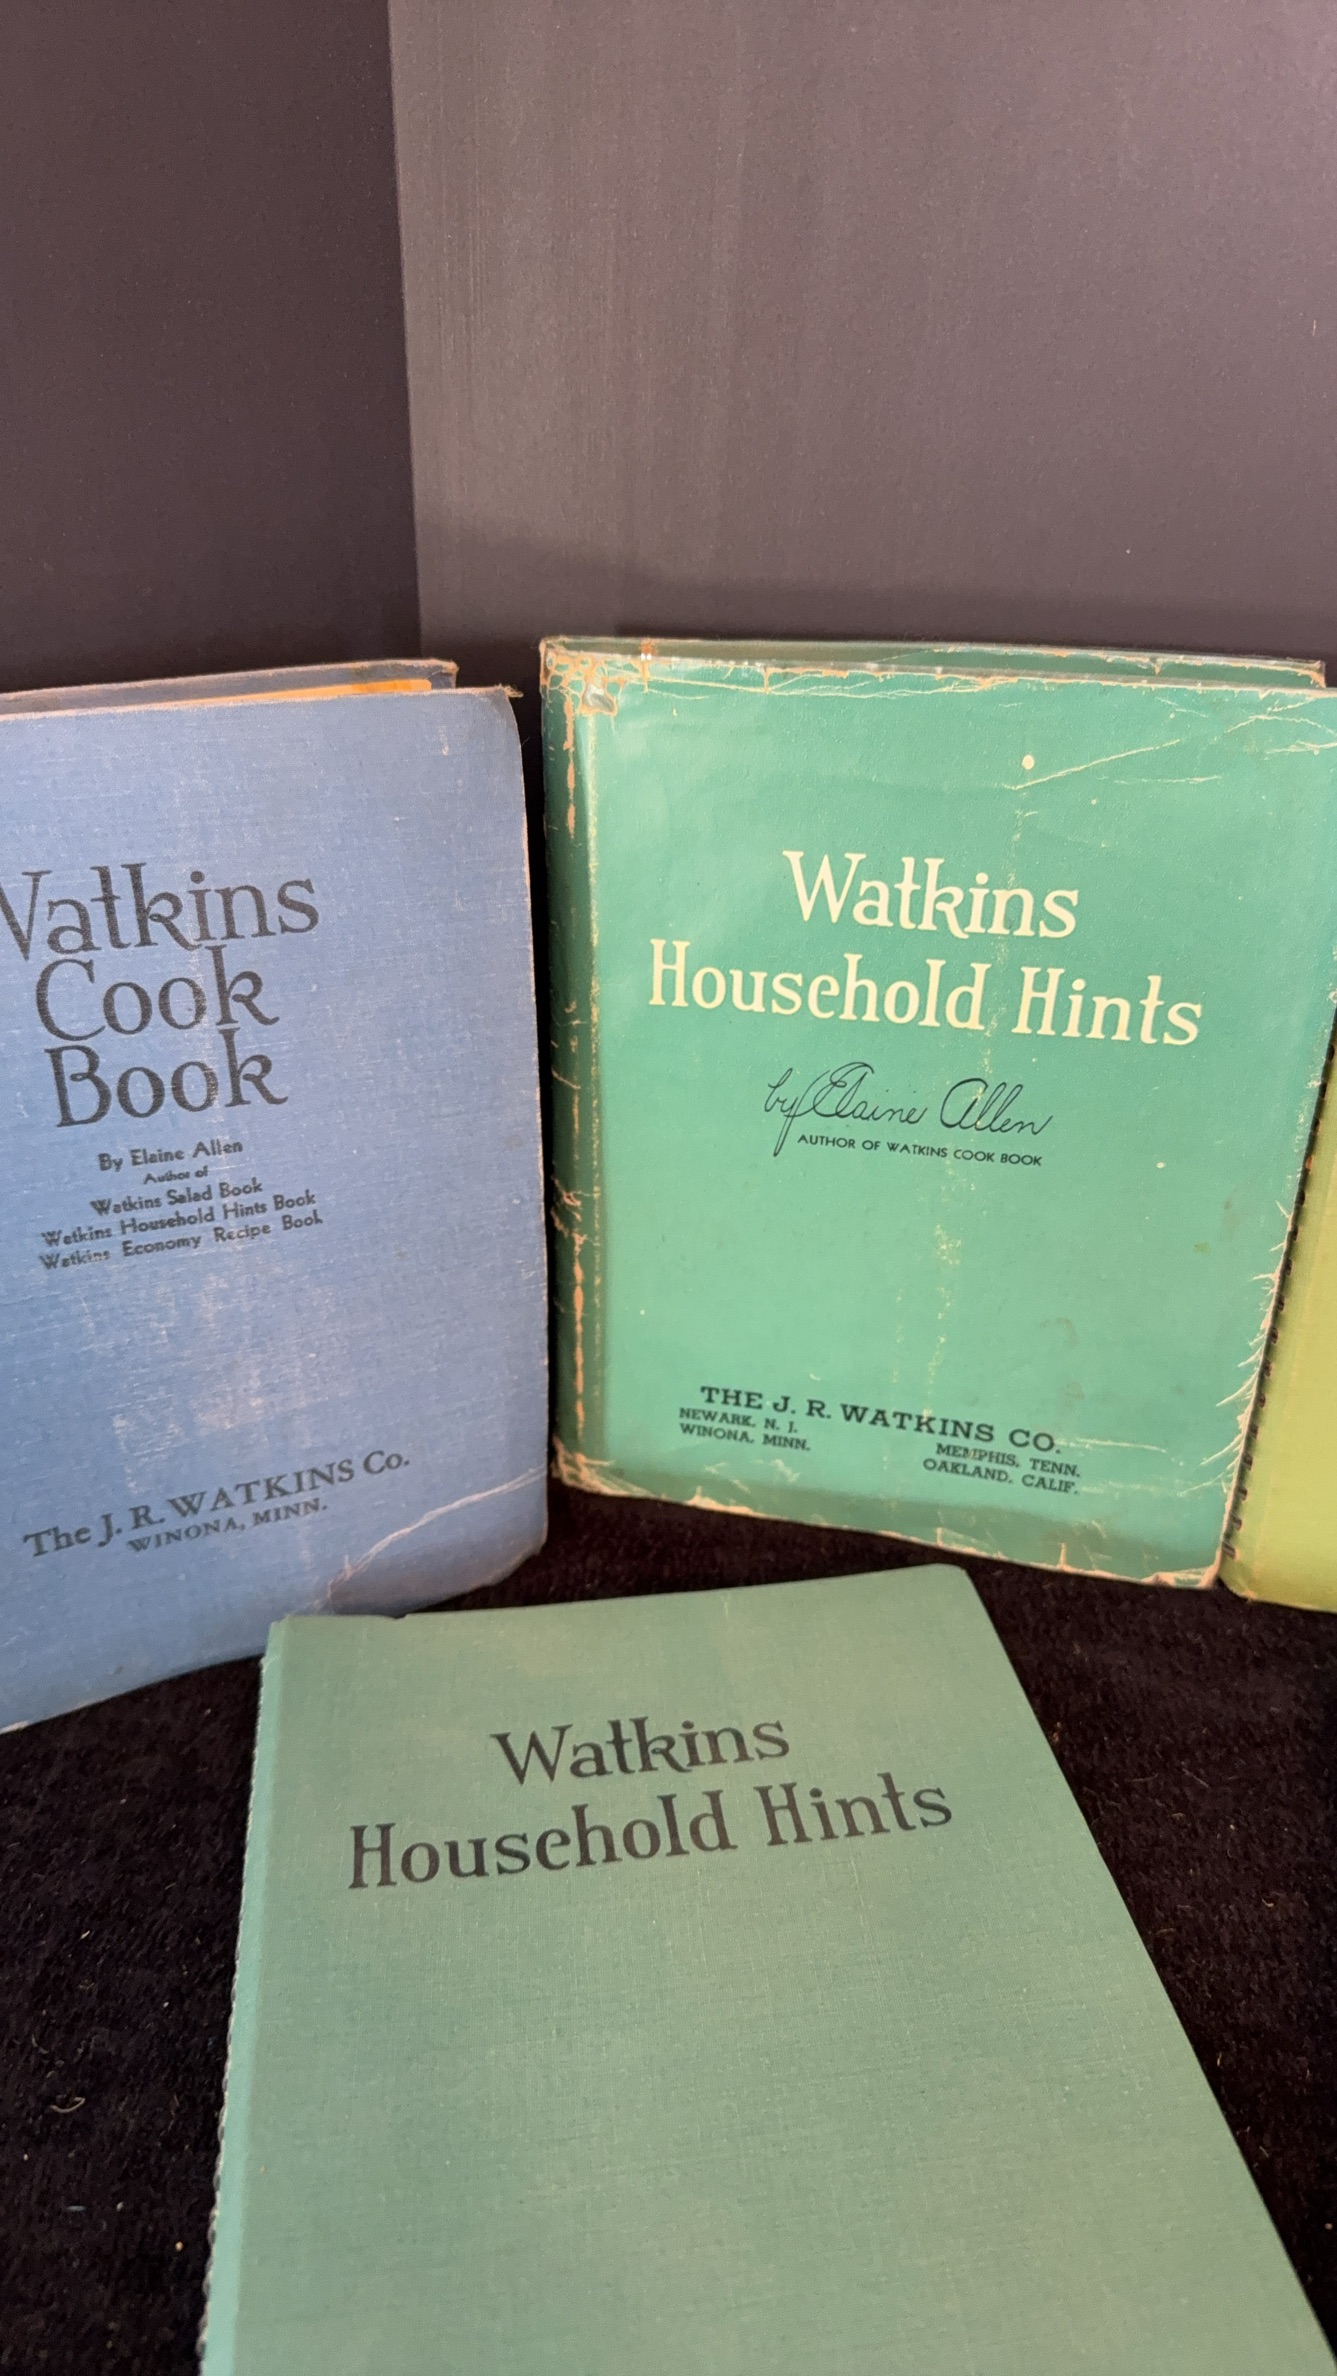 Watkins
Cook
Book
By Elaine Allen
Author of
Watkins Salad Book
Watkins Household Hints Book
Watkins Economy Recipe Book
The J. R. WATKINS Co.
WINONA, MINN.
Watkins
Household Hints
by Elaine Allen
AUTHOR OF WATKINS COOK BOOK
THE J. R. WATKINS CO.
NEWARK, N. J.
WINONA, MINN.
MEMPHIS, TENN.
OAKLAND, CALIF.
Watkins
Household Hints